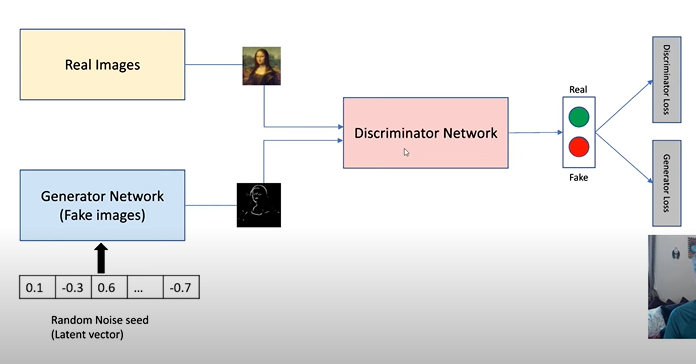 Real Images
Real
Discriminator Loss
Discriminator Network
Fake
Generator Network
(Fake images)
Generator Loss
0.1 -0.3 0.6 ... -0.7
Random Noise seed
(Latent vector)